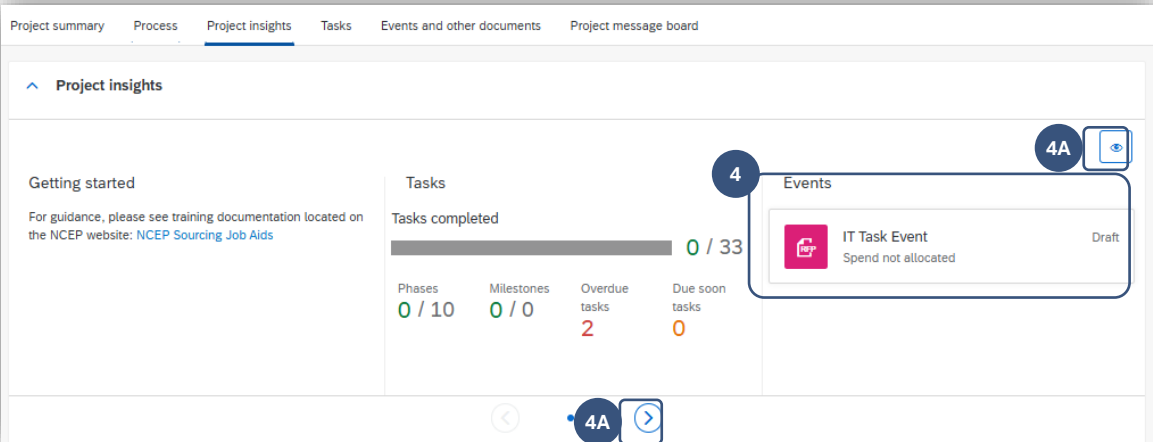 Project summary Process Project insights Tasks Events and other documents Project message board
Project insights
4A
4
Getting started
For guidance, please see training documentation located on
the NCEP website: NCEP Sourcing Job Aids
Tasks
Tasks completed
0 / 33
Phases
0 / 10
Milestones
0 / 0
Overdue
tasks
2
Due soon
tasks
0
Events
RFP
IT Task Event
Draft
Spend not allocated
4A